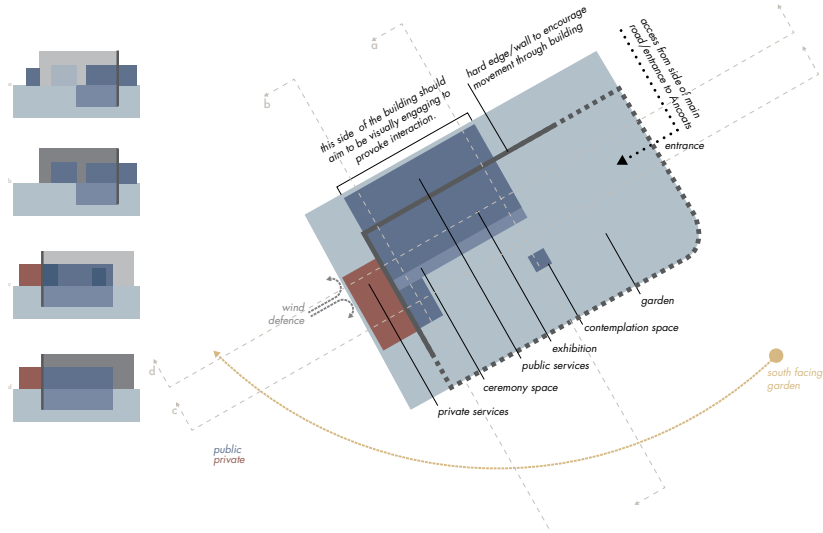 a
b
c
d
a
b
d
c
this side of the building should
aim to be visually engaging to
provoke interaction.
hard edge/wall to encourage
movement through building
access from side of main
road/entrance to Ancoats
entrance
wind
defence
garden
contemplation space
exhibition
public services
ceremony space
private services
south facing
garden
public
private